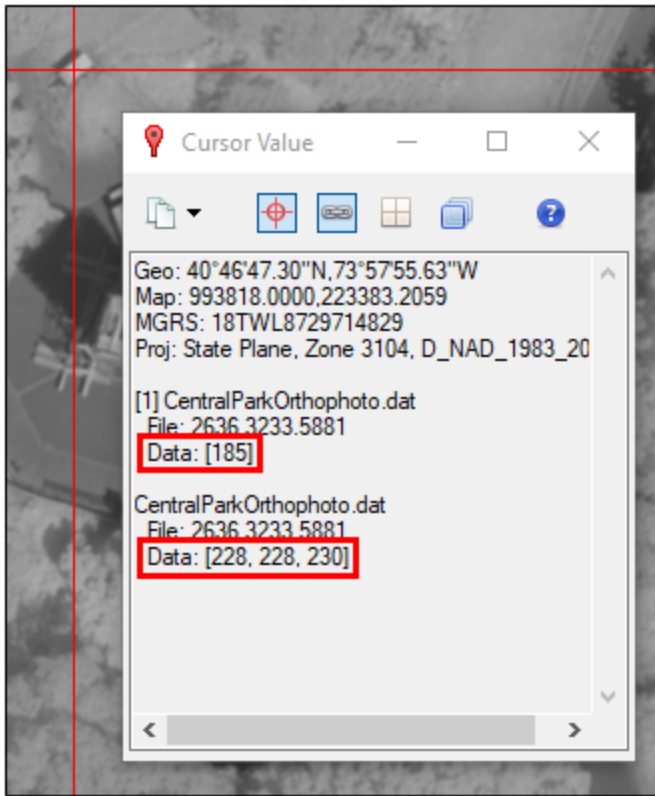 Cursor Value
Geo: 40°46'47.30"N,73°57'55.63"W
Map: 993818.0000,223383.2059
MGRS: 18TWL8729714829
Proj: State Plane, Zone 3104, D_NAD_1983_20
[1] CentralParkOrthophoto.dat
File: 2636,3233.5881
Data: [185]
CentralParkOrthophoto.dat
File: 2636,3233.5881
Data: [228, 228, 230]